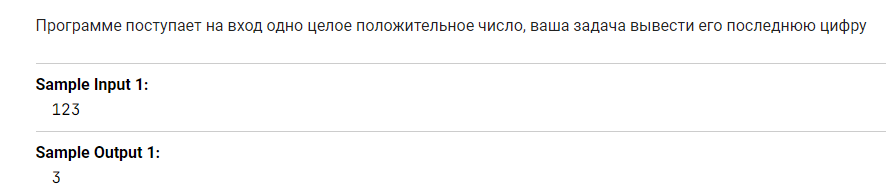 Программе поступает на вход одно целое положительное число, ваша задача вывести его последнюю цифру
Sample Input 1:
123
Sample Output 1:
3